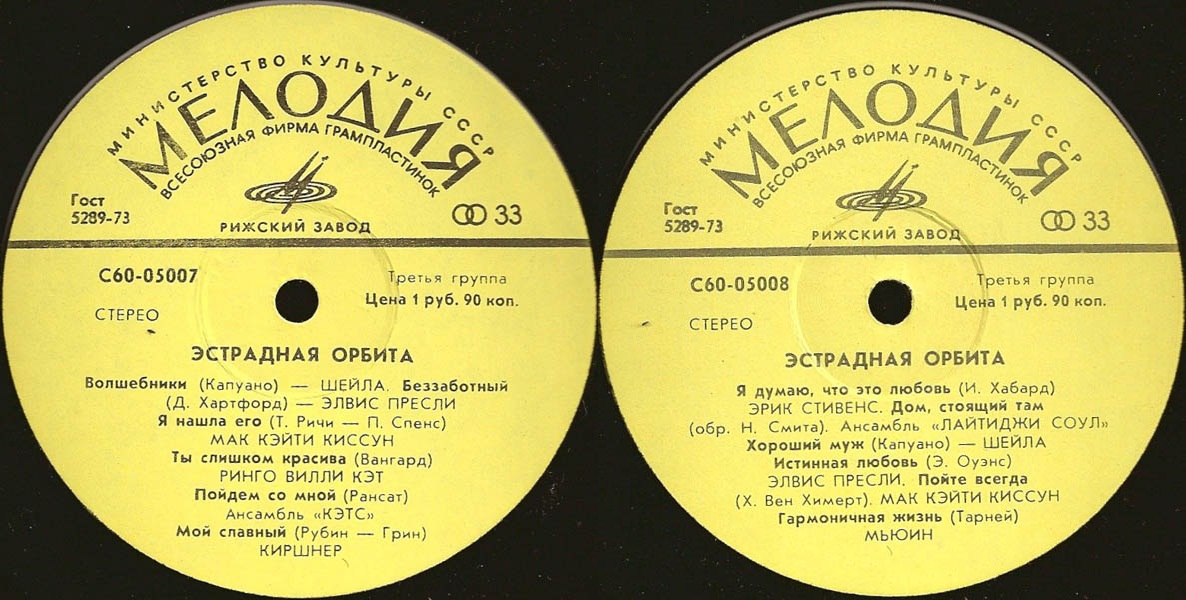 МИНИСТЕРСТВО КУЛЬТУРЫ СССР
МЕЛОДИЯ
ВСЕСОЮЗНАЯ ФИРМА ГРАМПЛАСТИНОК
Гост
5289-73
33
РИЖСКИЙ ЗАВОД
С60-05007
Третья группа
Цена 1 руб. 90 коп.
СТЕРЕО
ЭСТРАДНАЯ ОРБИТА
Волшебники (Капуано) — ШЕЙЛА. Беззаботный
(Д. Хартфорд) — ЭЛВИС ПРЕСЛИ
Я нашла его (Т. Ричи — П. Спенс)
МАК КЭЙТИ КИССУН
Ты слишком красива (Вангард)
РИНГО ВИЛЛИ КЭТ
Пойдем со мной (Рансат)
Ансамбль «КЭТС»
Мой славный (Рубин — Грин)
КИРШНЕР
МИНИСТЕРСТВО КУЛЬТУРЫ СССР
МЕЛОДИЯ
ВСЕСОЮЗНАЯ ФИРМА ГРАМПЛАСТИНОК
Гост
5289-73
33
РИЖСКИЙ ЗАВОД
С60-05008
Третья группа
Цена 1 руб. 90 коп.
СТЕРЕО
ЭСТРАДНАЯ ОРБИТА
Я думаю, что это любовь (И. Хабард)
ЭРИК СТИВЕНС. Дом, стоящий там
(обр. Н. Смита). Ансамбль «ЛАЙТИДЖИ СОУЛ»
Хороший муж (Капуано) — ШЕЙЛА
Истинная любовь (Э. Оуэнс)
ЭЛВИС ПРЕСЛИ. Пойте всегда
(Х. Вен Химерт). МАК КЭЙТИ КИССУН
Гармоничная жизнь (Тарней)
МЬЮИН